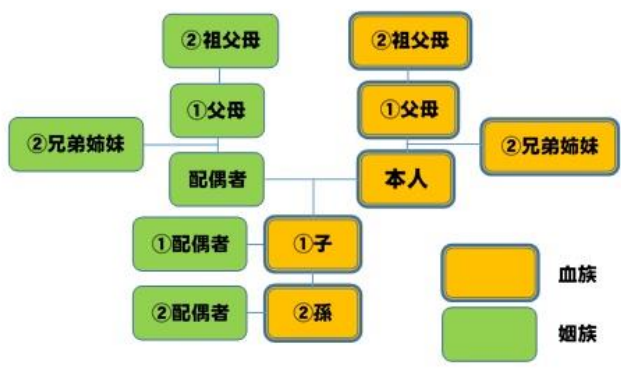 ②祖父母
②祖父母
①父母
①父母
②兄弟姉妹
②兄弟姉妹
配偶者
本人
①配偶者
①子
②配偶者
②孫
血族
姻族